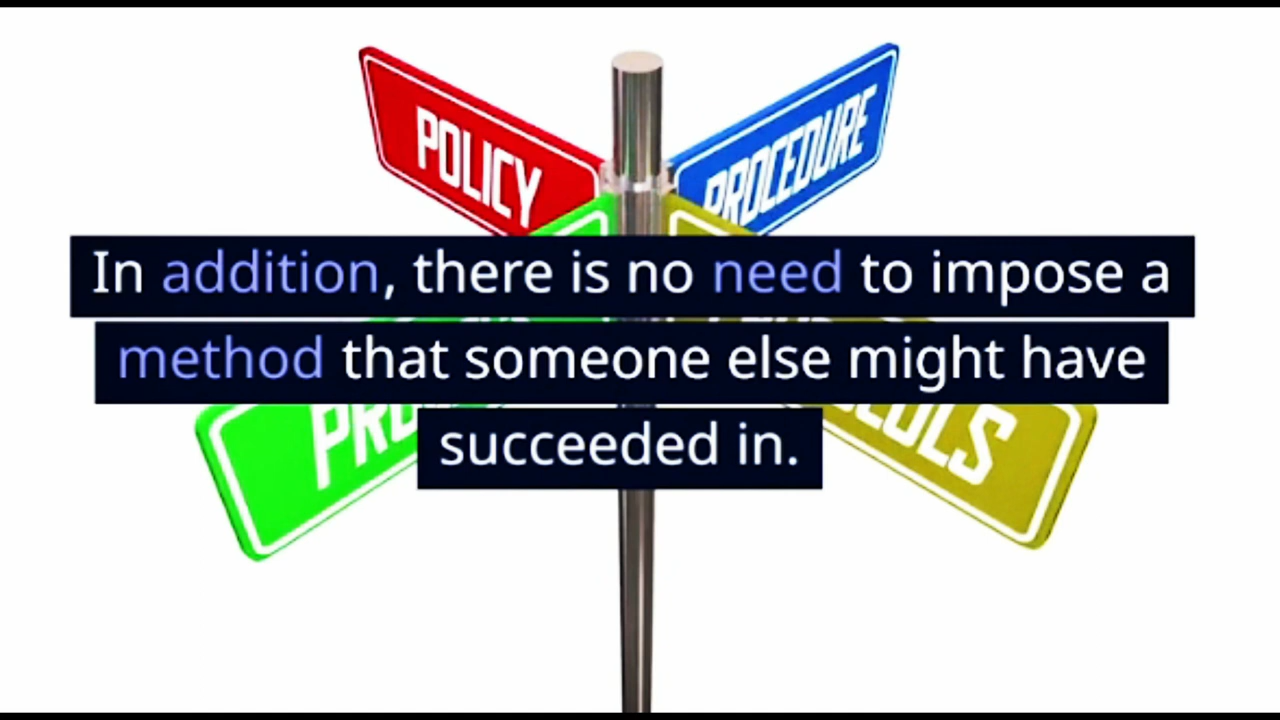 POLICY
PROCEDURE
In addition, there is no need to impose a
method that someone else might have
succeeded in.